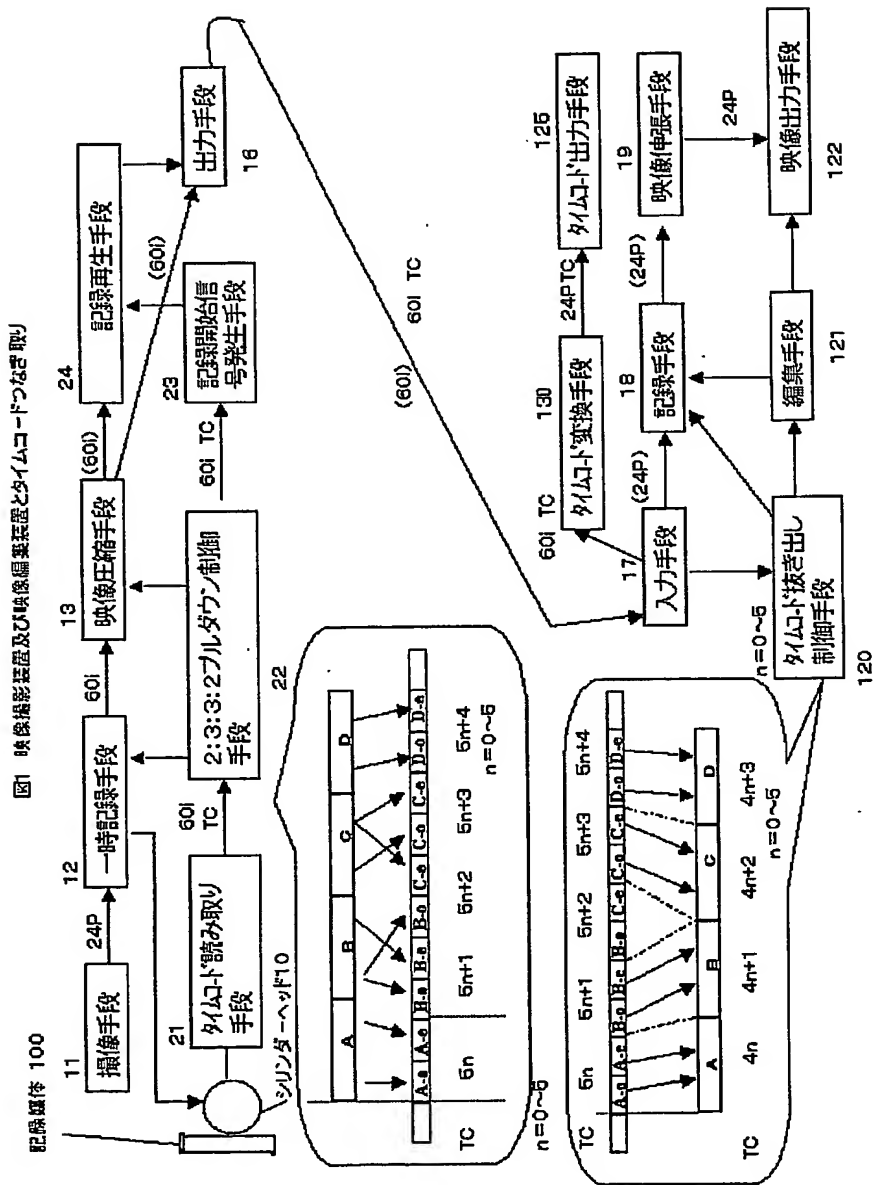 図1 映像撮影装置及び映像編集装置とタイムコードつなぎ取り
記録媒体 100
11
撮像手段
24P
12
一時記録手段
60i
13
映像圧縮手段
(60i)
24
記録再生手段
(60i)
出力手段
16
シリンダーヘッド10
21
タイムコード読み取り
手段
60i
TC
2:3:3:2プルダウン制御
手段
22
60i TC
23
記録開始信
号発生手段
A
B
C
D
A-o A-e B-o B-e B-o C-e C-o C-e D-o D-e
TC
5n
5n+1
5n+2
5n+3
5n+4
n=0~5
n=0~5
(60i)
60i TC
60i TC
130
タイムコード変換手段
24PTC
125
タイムコード出力手段
17
入力手段
(24P)
18
記録手段
(24P)
19
映像伸張手段
24P
n=0~5
タイムコード抜き出し
制御手段
120
編集手段
121
映像出力手段
122
TC
5n
5n+1
5n+2
5n+3
5n+4
A-o A-e B-o B-e B-o C-e C-o C-e D-o D-e
A
B
C
D
TC
4n
4n+1
4n+2
4n+3
n=0~5